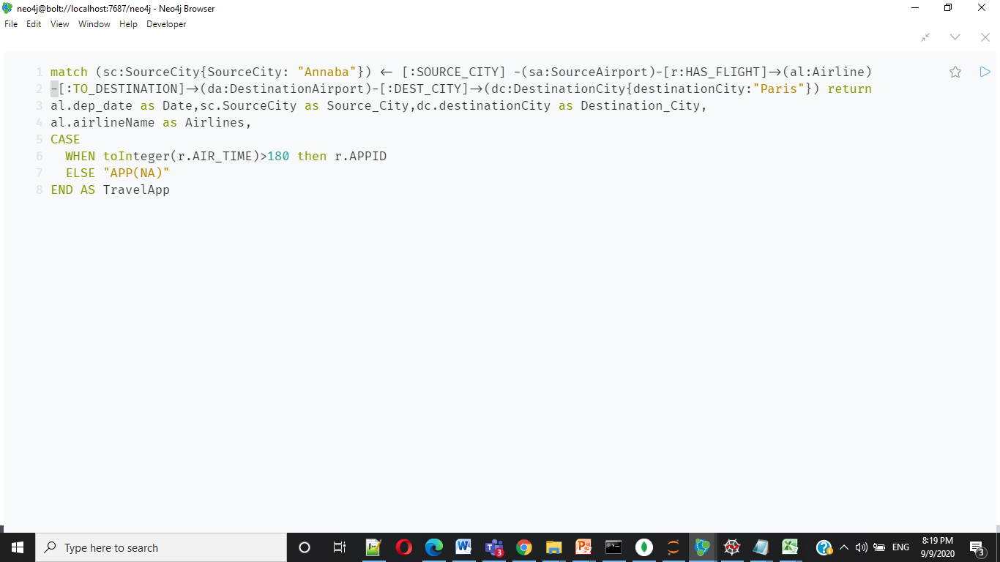 neo4j@bolt://localhost:7687/neo4j - Neo4j Browser
File Edit View Window Help Developer
1 match (sc:SourceCity{SourceCity: "Annaba"}) <- [:SOURCE_CITY] -(sa:SourceAirport)-[r:HAS_FLIGHT]->(al:Airline)
2 -[:TO_DESTINATION]->(da:DestinationAirport)-[:DEST_CITY]->(dc:DestinationCity{destinationCity:"Paris"}) return
3 al.dep_date as Date,sc.SourceCity as Source_City,dc.destinationCity as Destination_City,
4 al.airlineName as Airlines,
5 CASE
6 WHEN toInteger(r.AIR_TIME)>180 then r.APPID
7 ELSE "APP(NA)"
8 END AS TravelApp
Type here to search
ENG
8:19 PM
9/9/2020
3
3